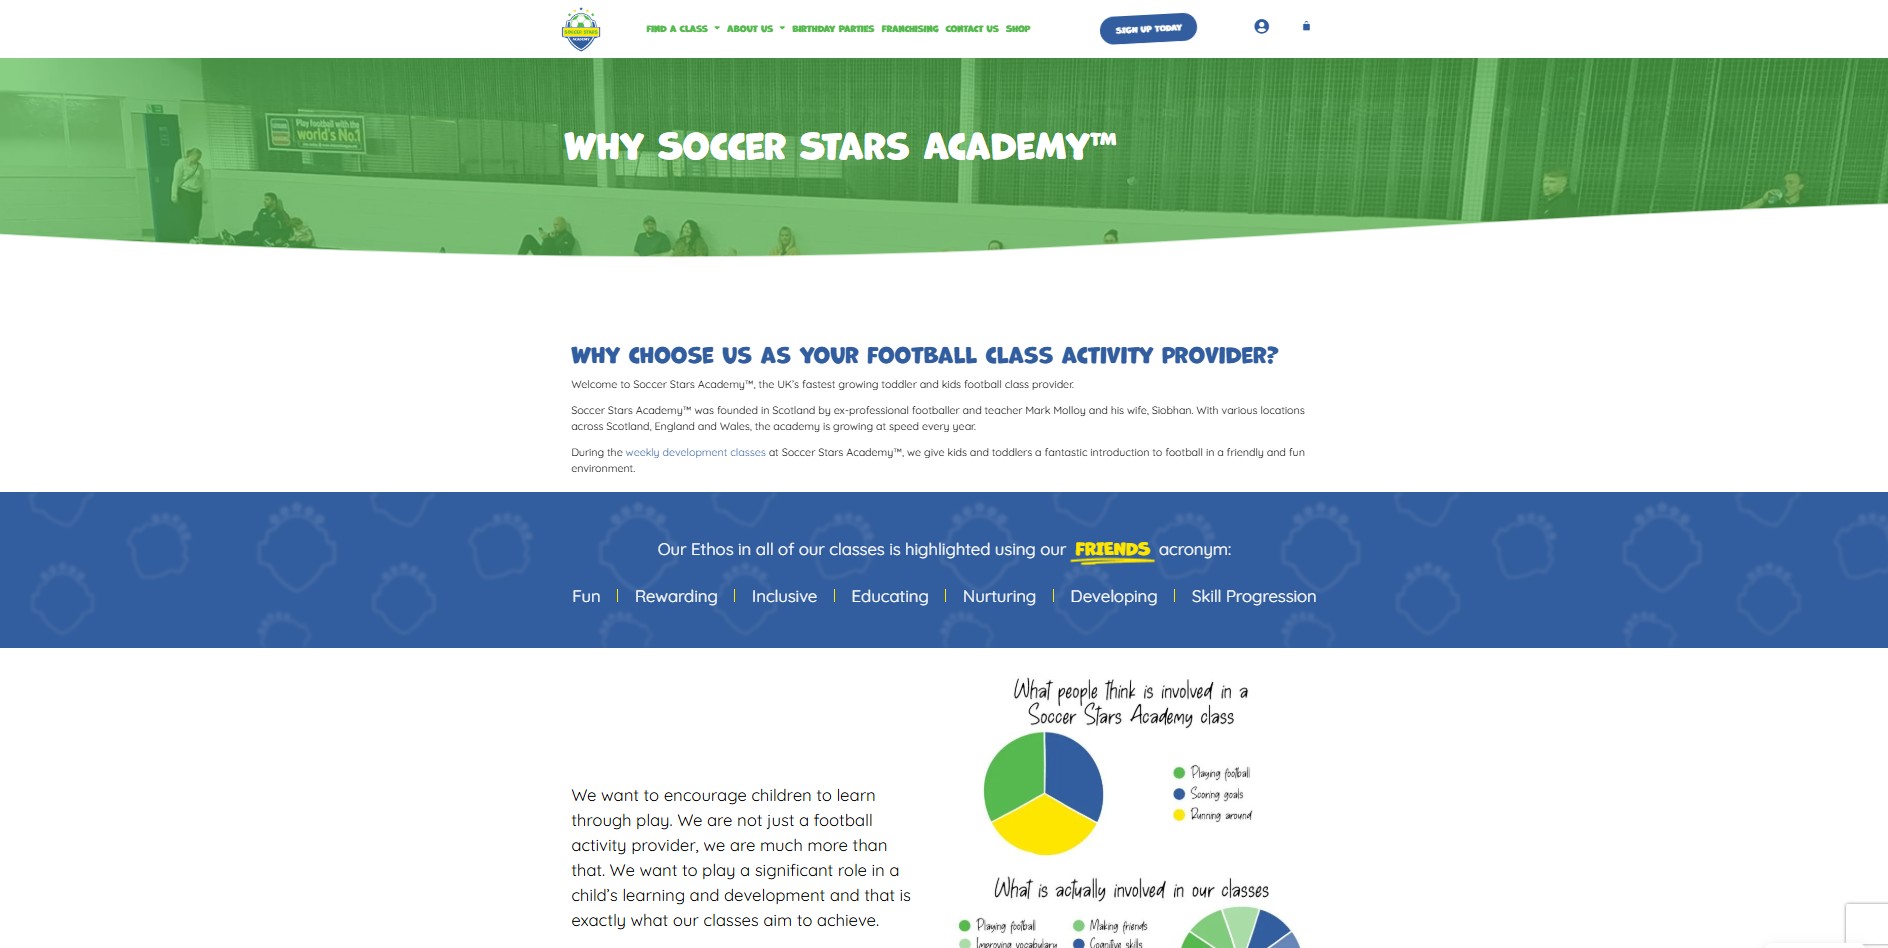 SOCCER STARS
ACADEMY
FIND A CLASS
ABOUT US
BIRTHDAY PARTIES
FRANCHISING
CONTACT US
SHOP
SIGN UP TODAY
Play football with the
world's No.1
WHY SOCCER STARS ACADEMY™
WHY CHOOSE US AS YOUR FOOTBALL CLASS ACTIVITY PROVIDER?
Welcome to Soccer Stars Academy™, the UK's fastest growing toddler and kids football class provider.
Soccer Stars Academy™ was founded in Scotland by ex-professional footballer and teacher Mark Molloy and his wife, Siobhan. With various locations
across Scotland, England and Wales, the academy is growing at speed every year.
During the weekly development classes at Soccer Stars Academy™, we give kids and toddlers a fantastic introduction to football in a friendly and fun
environment.
Our Ethos in all of our classes is highlighted using our FRIENDS acronym:
Fun | Rewarding | Inclusive | Educating | Nurturing | Developing | Skill Progression
We want to encourage children to learn
through play. We are not just a football
activity provider, we are much more than
that. We want to play a significant role in a
child's learning and development and that is
exactly what our classes aim to achieve.
What people think is involved in a
Soccer Stars Academy class
Playing football
Scoring goals
Running around
What is actually involved in our classes
Playing football
Making friends
Improving vocabulary
Cognitive skills